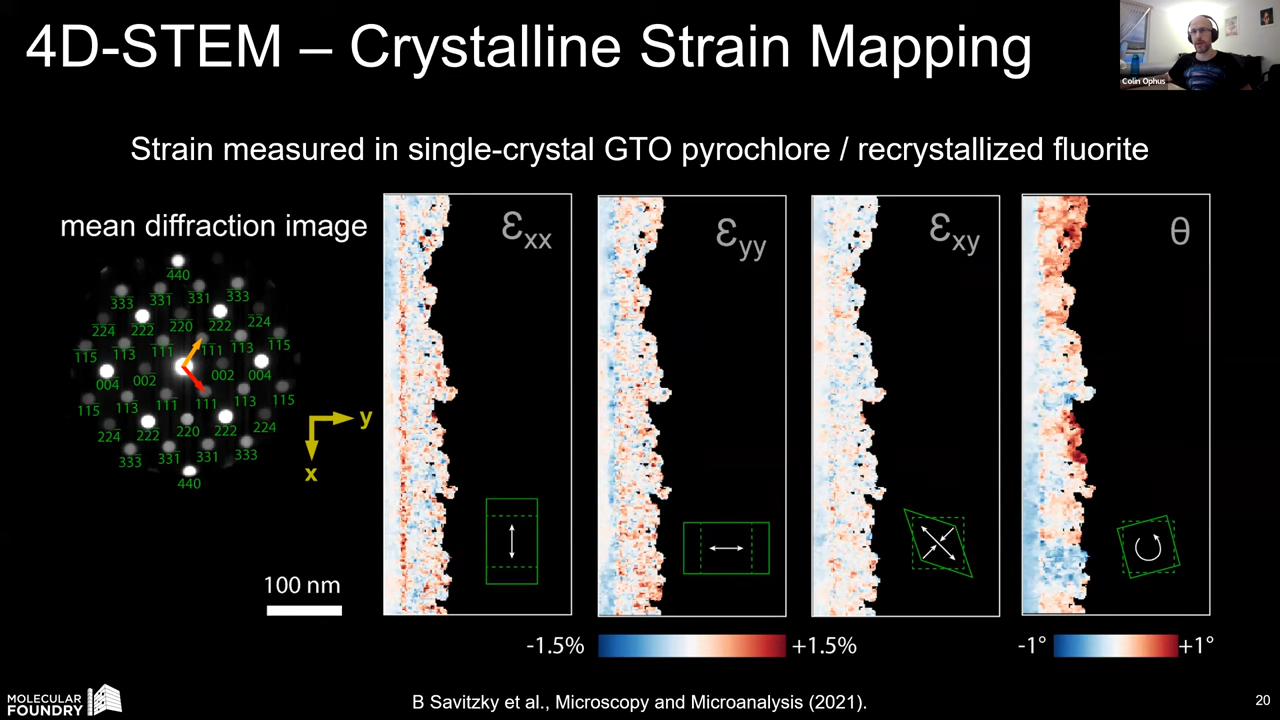 4D-STEM – Crystalline Strain Mapping
Colin Ophus
Strain measured in single-crystal GTO pyrochlore / recrystallized fluorite
mean diffraction image
440
333 331 331 333
224 222 220 222 224
115 113 111 111 113 115
004 002 002 004
115 113 111 111 113 115
224 222 220 222 224
333 331 331 333
440
y
x
100 nm
εxx
εyy
εxy
θ
-1.5% +1.5%
-1° +1°
MOLECULAR
FOUNDRY
B Savitzky et al., Microscopy and Microanalysis (2021).
20